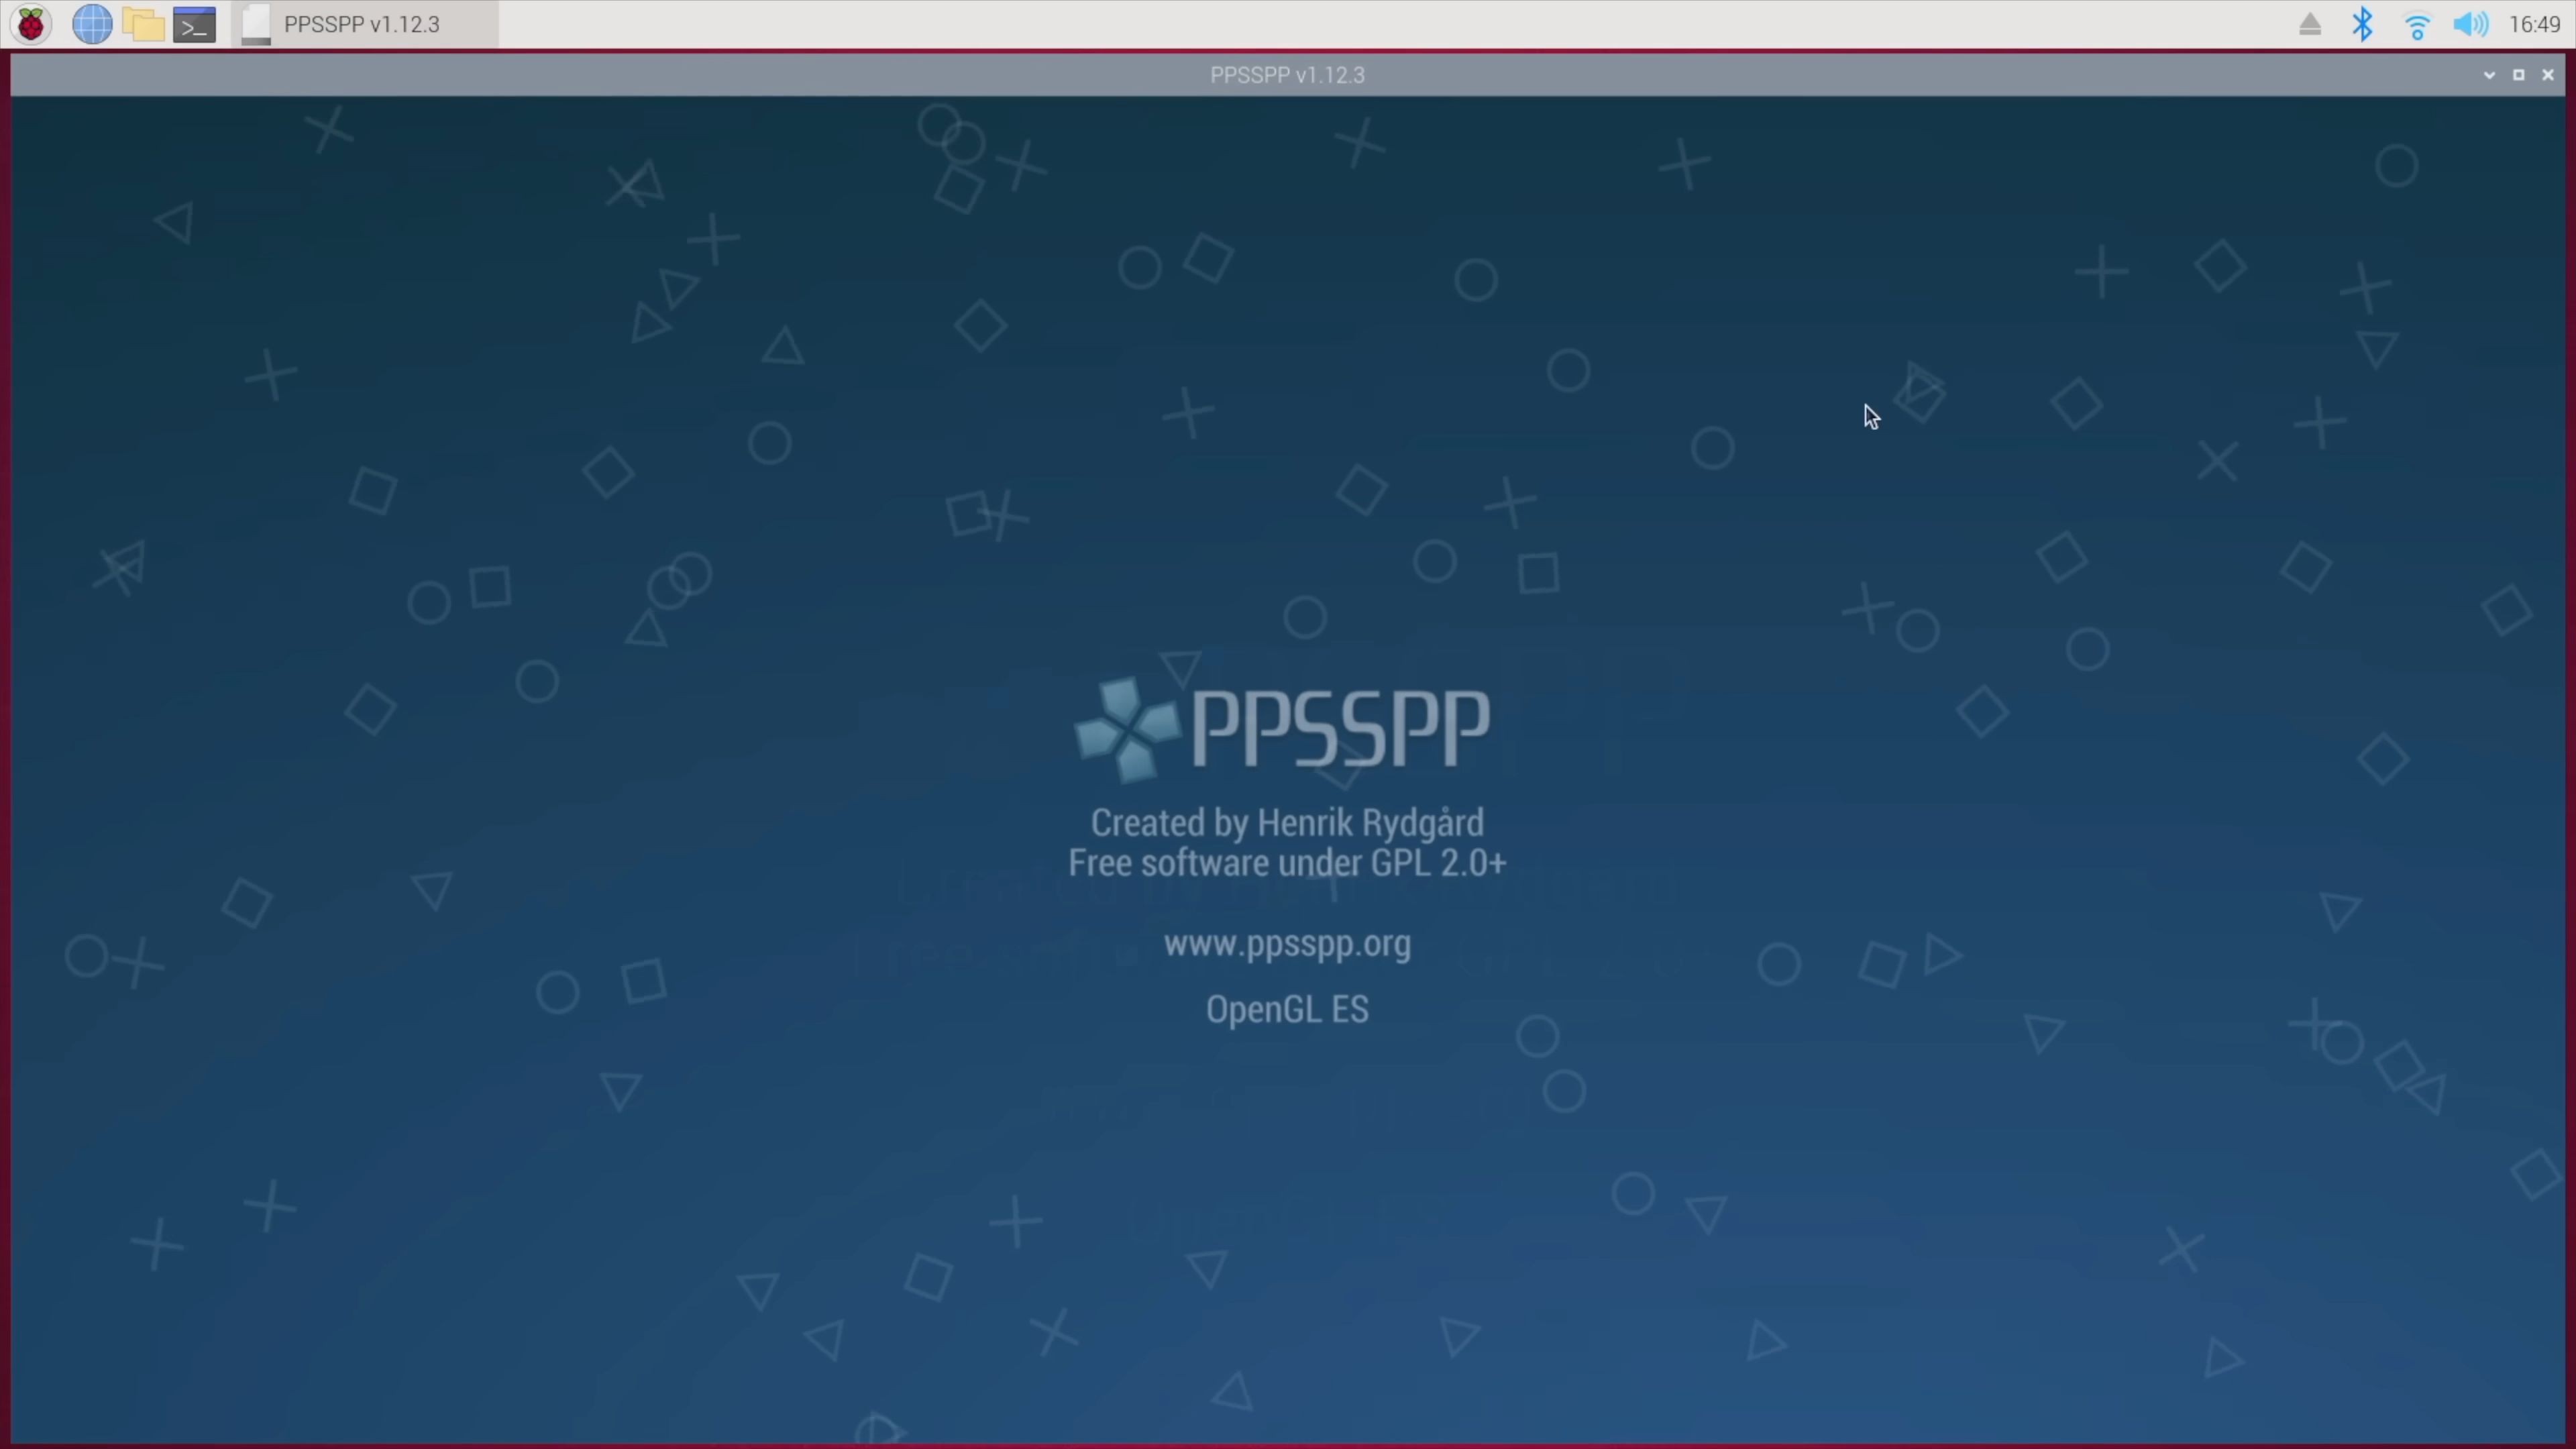 PPSSPP v1.12.3
16:49
PPSSPP v1.12.3
PPSSPP
Created by Henrik Rydgård
Free software under GPL 2.0+
www.ppsspp.org
OpenGL ES